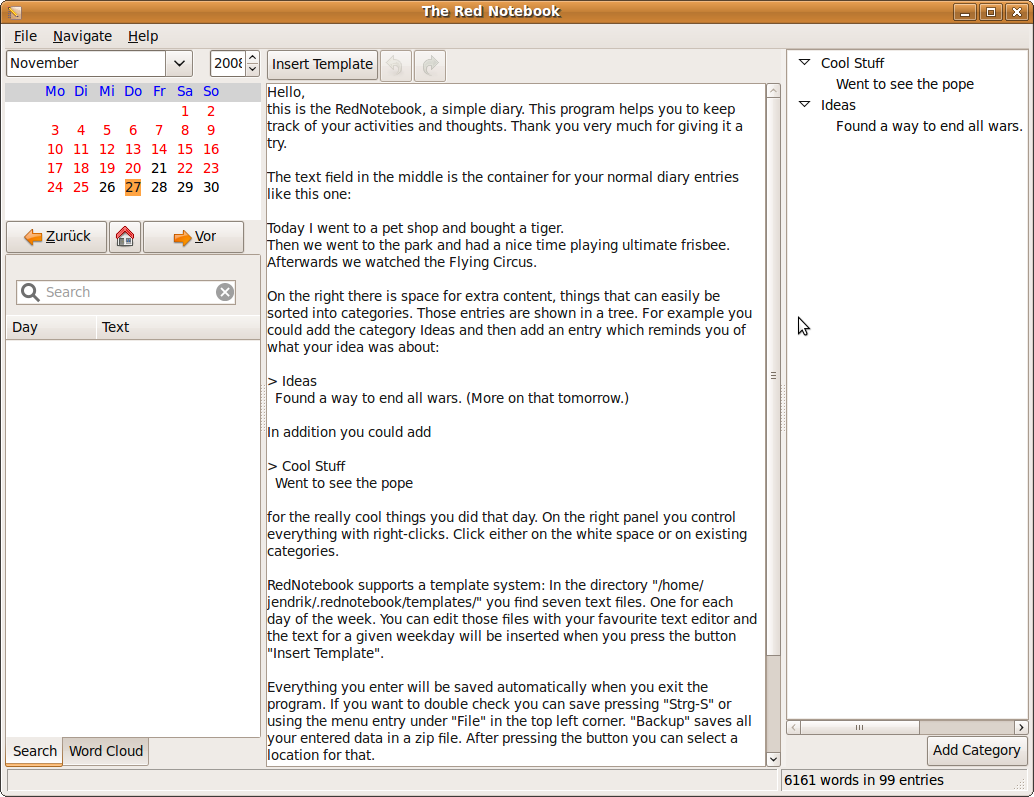 The Red Notebook
File Navigate Help
November 2008 Insert Template
Mo Di Mi Do Fr Sa So
1 2
3 4 5 6 7 8 9
10 11 12 13 14 15 16
17 18 19 20 21 22 23
24 25 26 27 28 29 30
Zurück Vor
Search
Day Text
Search Word Cloud
Hello,
this is the RedNotebook, a simple diary. This program helps you to keep
track of your activities and thoughts. Thank you very much for giving it a
try.
The text field in the middle is the container for your normal diary entries
like this one:
Today I went to a pet shop and bought a tiger.
Then we went to the park and had a nice time playing ultimate frisbee.
Afterwards we watched the Flying Circus.
On the right there is space for extra content, things that can easily be
sorted into categories. Those entries are shown in a tree. For example you
could add the category Ideas and then add an entry which reminds you of
what your idea was about:
> Ideas
Found a way to end all wars. (More on that tomorrow.)
In addition you could add
> Cool Stuff
Went to see the pope
for the really cool things you did that day. On the right panel you control
everything with right-clicks. Click either on the white space or on existing
categories.
RedNotebook supports a template system: In the directory "/home/
jendrik/.rednotebook/templates/" you find seven text files. One for each
day of the week. You can edit those files with your favourite text editor and
the text for a given weekday will be inserted when you press the button
"Insert Template".
Everything you enter will be saved automatically when you exit the
program. If you want to double check you can save pressing "Strg-S" or
using the menu entry under "File" in the top left corner. "Backup" saves all
your entered data in a zip file. After pressing the button you can select a
location for that.
Cool Stuff
Went to see the pope
Ideas
Found a way to end all wars.
Add Category
6161 words in 99 entries